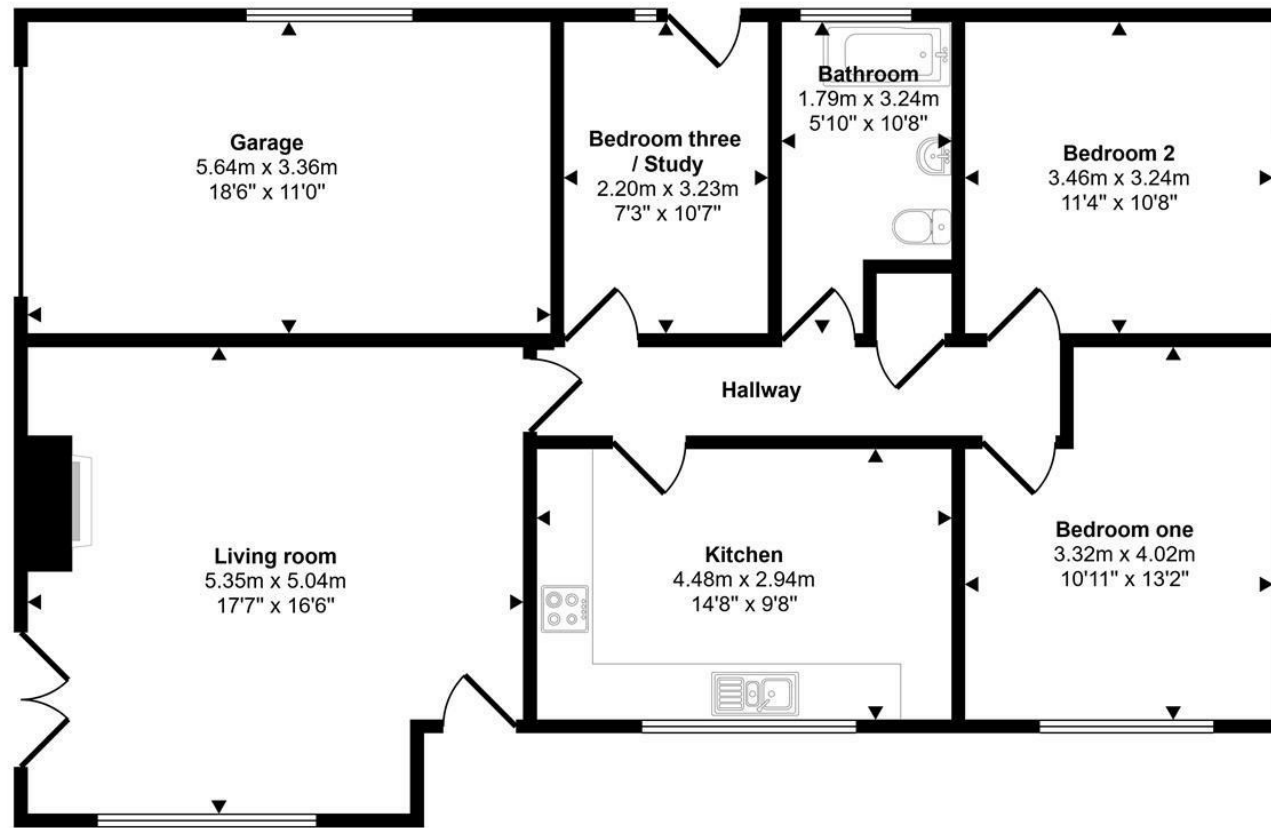 Garage
5.64m x 3.36m
18'6" x 11'0"
Bedroom three
/ Study
2.20m x 3.23m
7'3" x 10'7"
Bathroom
1.79m x 3.24m
5'10" x 10'8"
Bedroom 2
3.46m x 3.24m
11'4" x 10'8"
Hallway
Living room
5.35m x 5.04m
17'7" x 16'6"
Kitchen
4.48m x 2.94m
14'8" x 9'8"
Bedroom one
3.32m x 4.02m
10'11" x 13'2"